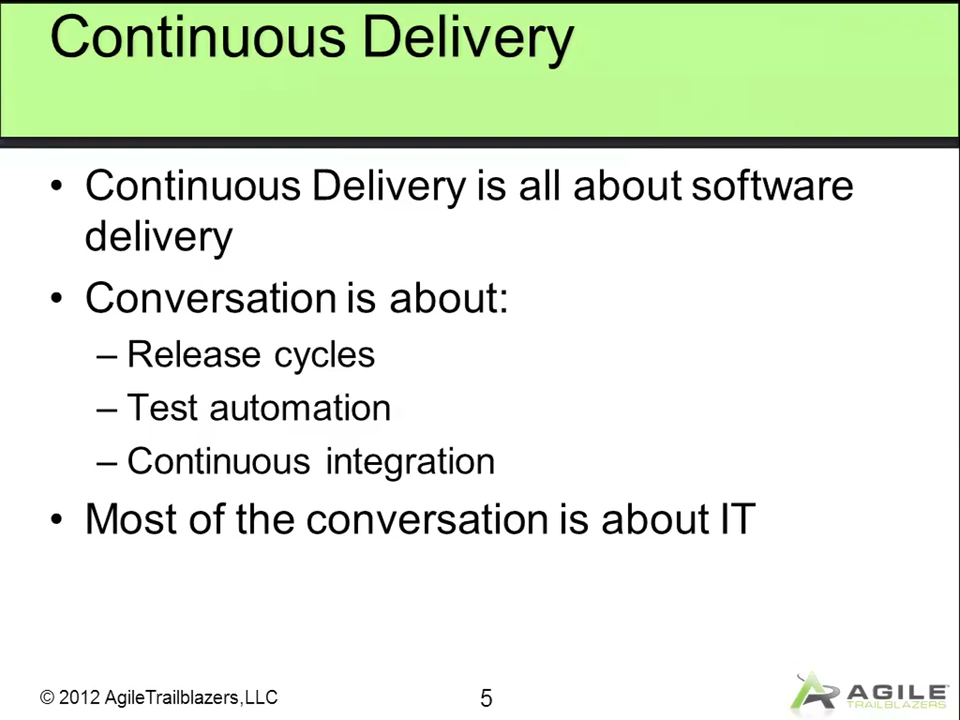 Continuous Delivery
• Continuous Delivery is all about software
delivery
• Conversation is about:
– Release cycles
– Test automation
– Continuous integration
• Most of the conversation is about IT
© 2012 AgileTrailblazers,LLC
5
AGILE
TRAILBLAZERS